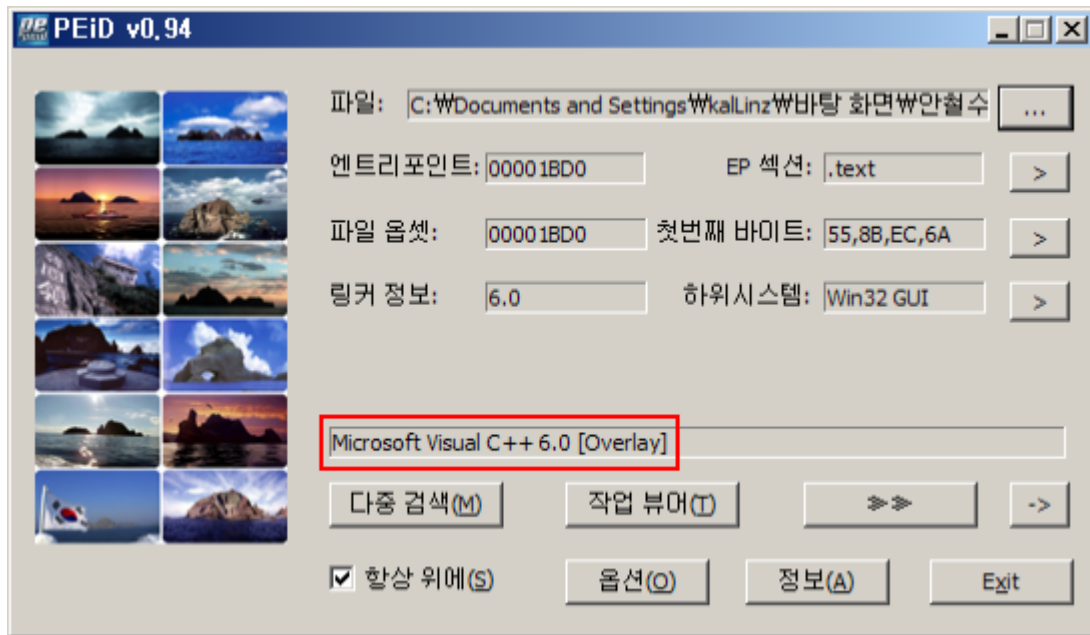 PEiD v0.94
파일: C:₩Documents and Settings₩kalLinz₩바탕 화면₩안철수 ...
엔트리포인트: 00001BD0 EP 섹션: .text >
파일 옵셋: 00001BD0 첫번째 바이트: 55,8B,EC,6A >
링커 정보: 6.0 하위시스템: Win32 GUI >
Microsoft Visual C++ 6.0 [Overlay]
다중 검색(M) 작업 뷰어(T) >> ->
항상 위에(S) 옵션(O) 정보(A) Exit